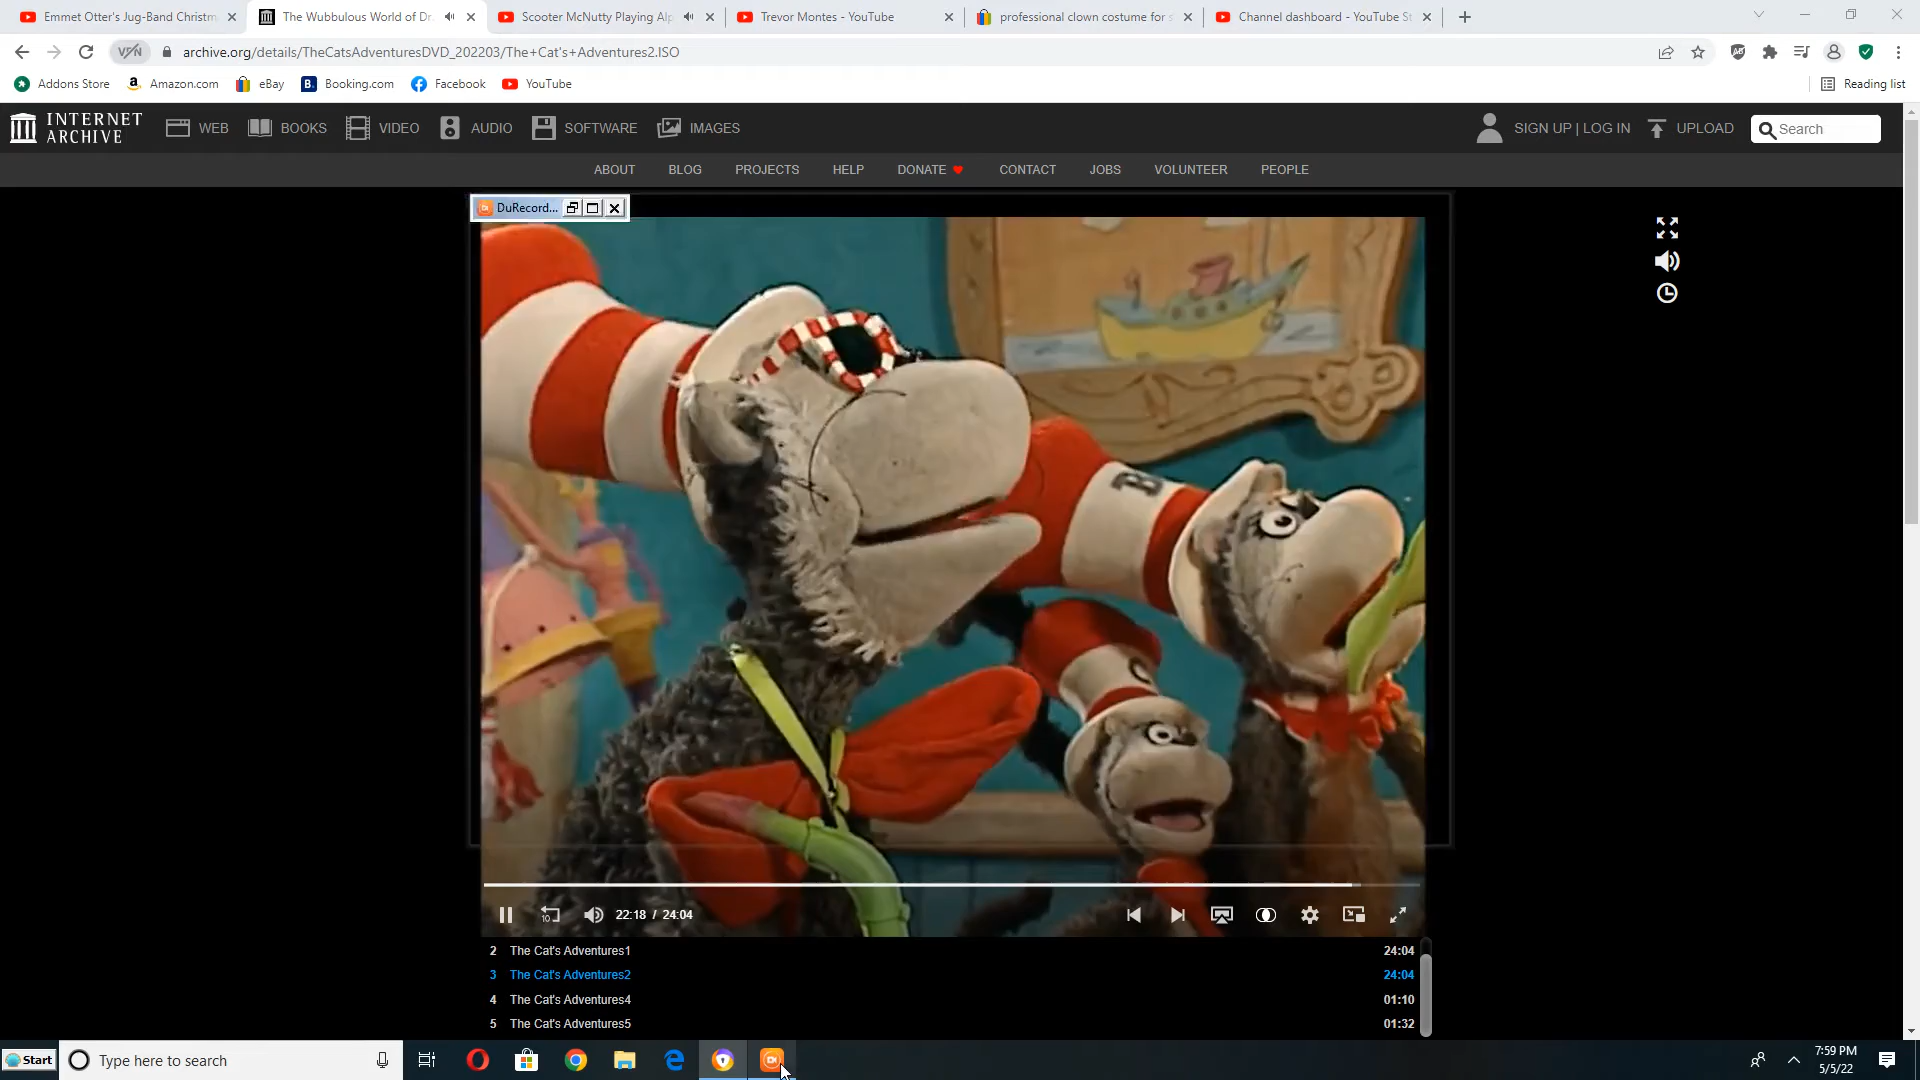 Emmet Otter's Jug-Band Christm
The Wubbulous World of Dr.
Scooter McNutty Playing Alp
Trevor Montes - YouTube
professional clown costume for s
Channel dashboard - YouTube St
VPN
archive.org/details/TheCatsAdventuresDVD_202203/The+Cat's+Adventures2.ISO
Addons Store
Amazon.com
eBay
Booking.com
Facebook
YouTube
Reading list
INTERNET
ARCHIVE
WEB
BOOKS
VIDEO
AUDIO
SOFTWARE
IMAGES
SIGN UP | LOG IN
UPLOAD
Search
ABOUT
BLOG
PROJECTS
HELP
DONATE
CONTACT
JOBS
VOLUNTEER
PEOPLE
DuRecord...
B
C
10
22:18 / 24:04
2 The Cat's Adventures1 24:04
3 The Cat's Adventures2 24:04
4 The Cat's Adventures4 01:10
5 The Cat's Adventures5 01:32
Start
Type here to search
7:59 PM
5/5/22